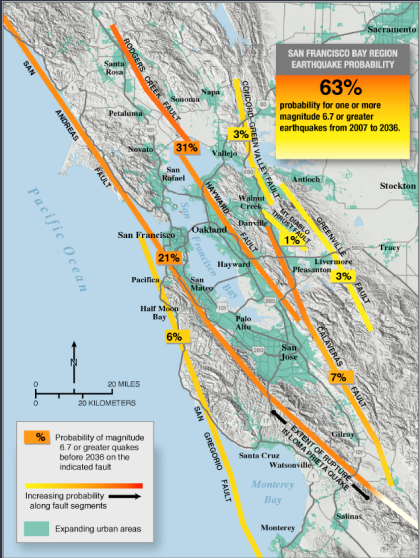 Sacramento
SAN FRANCISCO BAY REGION
EARTHQUAKE PROBABILITY
63%
probability for one or more
magnitude 6.7 or greater
earthquakes from 2007 to 2036.
SAN ANDREAS FAULT
RODGERS CREEK FAULT
Santa
Rosa
Sonoma
Napa
Petaluma
CONCORD-GREEN VALLEY FAULT
3%
31%
Novato
Vallejo
San
Rafael
HAYWARD FAULT
Antioch
Stockton
Walnut
Creek
MT. DIABLO
THRUST FAULT
GREENVILLE FAULT
Pacific Ocean
San Francisco
Oakland
Danville
1%
Tracy
San Francisco Bay
21%
Hayward
Livermore
Pleasanton
3%
Pacifica
San
Mateo
Half Moon
Bay
Palo
Alto
6%
CALAVERAS FAULT
San
Jose
7%
N
0 20 MILES
0 20 KILOMETERS
SAN GREGORIO FAULT
EXTENT OF RUPTURE
IN LOMA PRIETA QUAKE
Gilroy
Santa Cruz
Watsonville
Monterey
Bay
Salinas
Monterey
% Probability of magnitude
6.7 or greater quakes
before 2036 on the
indicated fault
Increasing probability
along fault segments
Expanding urban areas